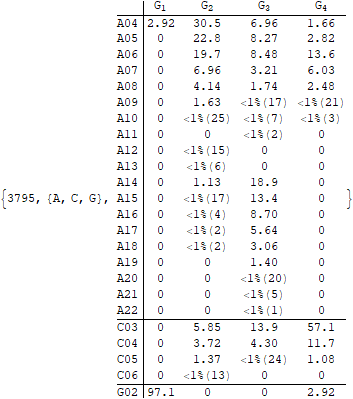 G1 G2 G3 G4
A04 2.92 30.5 6.96 1.66
A05 0 22.8 8.27 2.82
A06 0 19.7 8.48 13.6
A07 0 6.96 3.21 6.03
A08 0 4.14 1.74 2.48
A09 0 1.63 <1%(17) <1%(21)
A10 0 <1%(25) <1%(7) <1%(3)
A11 0 0 <1%(2) 0
A12 0 <1%(15) 0 0
A13 0 <1%(6) 0 0
A14 0 1.13 18.9 0
{3795, {A, C, G}, A15 0 <1%(17) 13.4 0 }
A16 0 <1%(4) 8.70 0
A17 0 <1%(2) 5.64 0
A18 0 <1%(2) 3.06 0
A19 0 0 1.40 0
A20 0 0 <1%(20) 0
A21 0 0 <1%(5) 0
A22 0 0 <1%(1) 0
C03 0 5.85 13.9 57.1
C04 0 3.72 4.30 11.7
C05 0 1.37 <1%(24) 1.08
C06 0 <1%(13) 0 0
G02 97.1 0 0 2.92